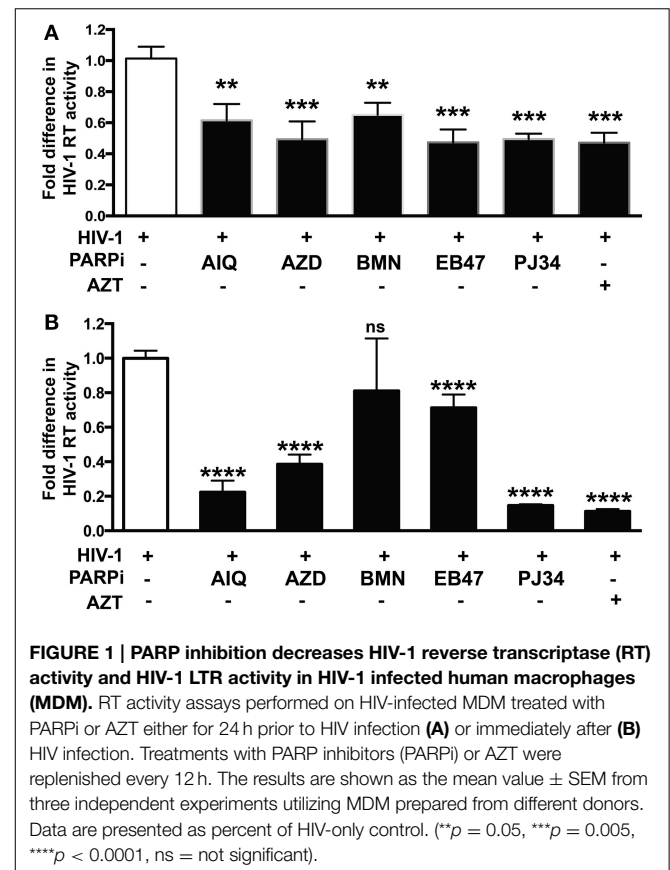 A
Fold difference in
HIV-1 RT activity
1.2
1.0
0.8
0.6
0.4
0.2
0.0
**
***
**
***
***
***
HIV-1 + + + + + + +
PARPi - AIQ AZD BMN EB47 PJ34 -
AZT - - - - - - +
B
Fold difference in
HIV-1 RT activity
1.2
1.0
0.8
0.6
0.4
0.2
0.0
****
****
ns
****
****
****
HIV-1 + + + + + + +
PARPi - AIQ AZD BMN EB47 PJ34 -
AZT - - - - - - +
FIGURE 1 | PARP inhibition decreases HIV-1 reverse transcriptase (RT)
activity and HIV-1 LTR activity in HIV-1 infected human macrophages
(MDM). RT activity assays performed on HIV-infected MDM treated with
PARPi or AZT either for 24 h prior to HIV infection (A) or immediately after (B)
HIV infection. Treatments with PARP inhibitors (PARPi) or AZT were
replenished every 12 h. The results are shown as the mean value ± SEM from
three independent experiments utilizing MDM prepared from different donors.
Data are presented as percent of HIV-only control. (**p = 0.05, ***p = 0.005,
****p < 0.0001, ns = not significant).